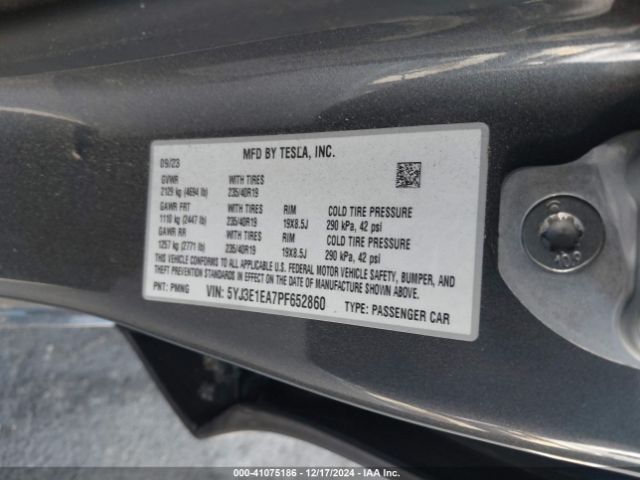 MFD BY TESLA, INC.
09/23
GVWR WITH TIRES
2129 kg (4694 lb) 235/40R19
GAWR FRT WITH TIRES RIM COLD TIRE PRESSURE
1110 kg (2447 lb) 235/40R19 19X8.5J 290 kPa, 42 psi
GAWR RR WITH TIRES RIM COLD TIRE PRESSURE
1257 kg (2771 lb) 235/40R19 19X8.5J 290 kPa, 42 psi
THIS VEHICLE CONFORMS TO ALL APPLICABLE U.S. FEDERAL MOTOR VEHICLE SAFETY, BUMPER, AND
THEFT PREVENTION STANDARDS IN EFFECT ON THE DATE OF MANUFACTURE SHOWN ABOVE.
PNT: PMNG VIN: 5YJ3E1EA7PF652860 TYPE: PASSENGER CAR
10.9
000-41075186 - 12/17/2024 - IAA Inc.